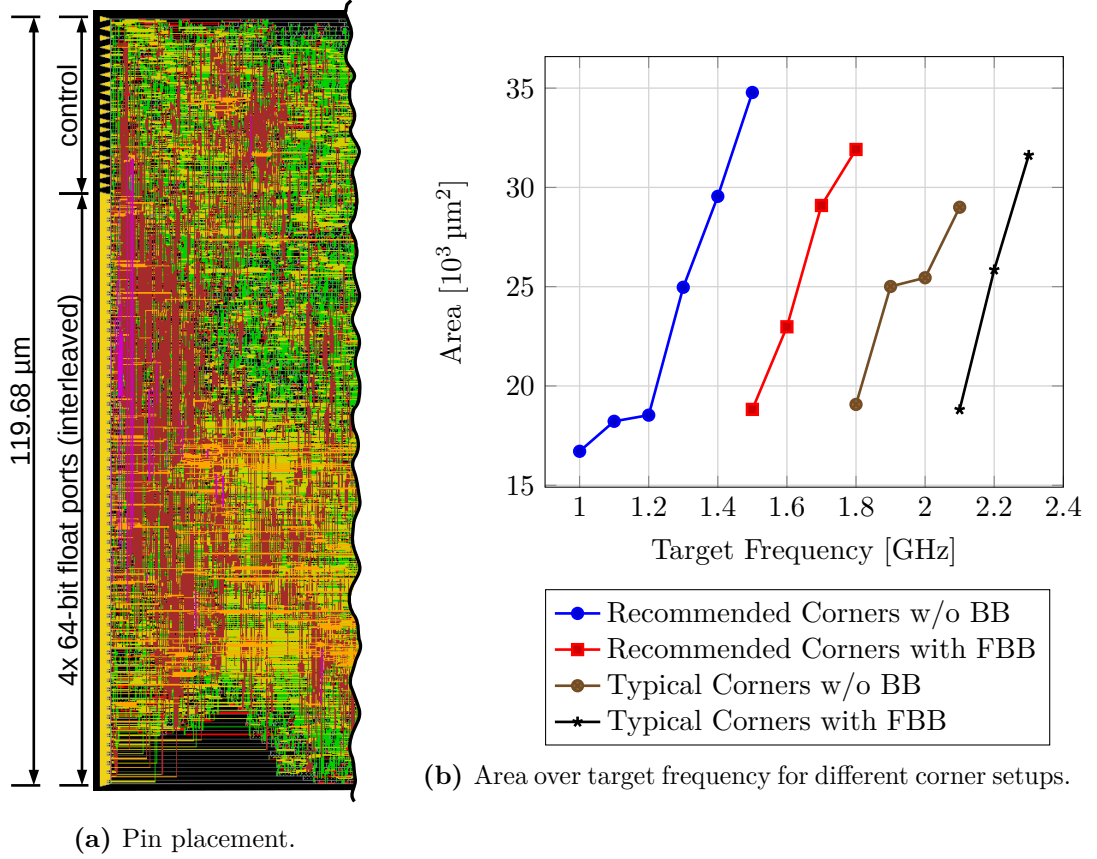 119.68 µm
control
4x 64-bit float ports (interleaved)
(a) Pin placement.
Area [10³ µm²]
35
30
25
20
15
1 1.2 1.4 1.6 1.8 2 2.2 2.4
Target Frequency [GHz]
Recommended Corners w/o BB
Recommended Corners with FBB
Typical Corners w/o BB
Typical Corners with FBB
(b) Area over target frequency for different corner setups.